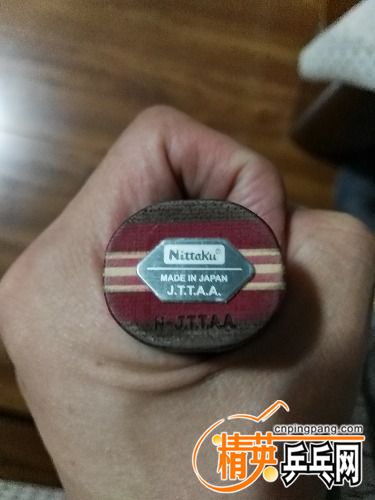 Nittaku
MADE IN JAPAN
J.T.T.A.A.
N-J.T.T.A.A.
cnpingpang.com
精英乒乓网